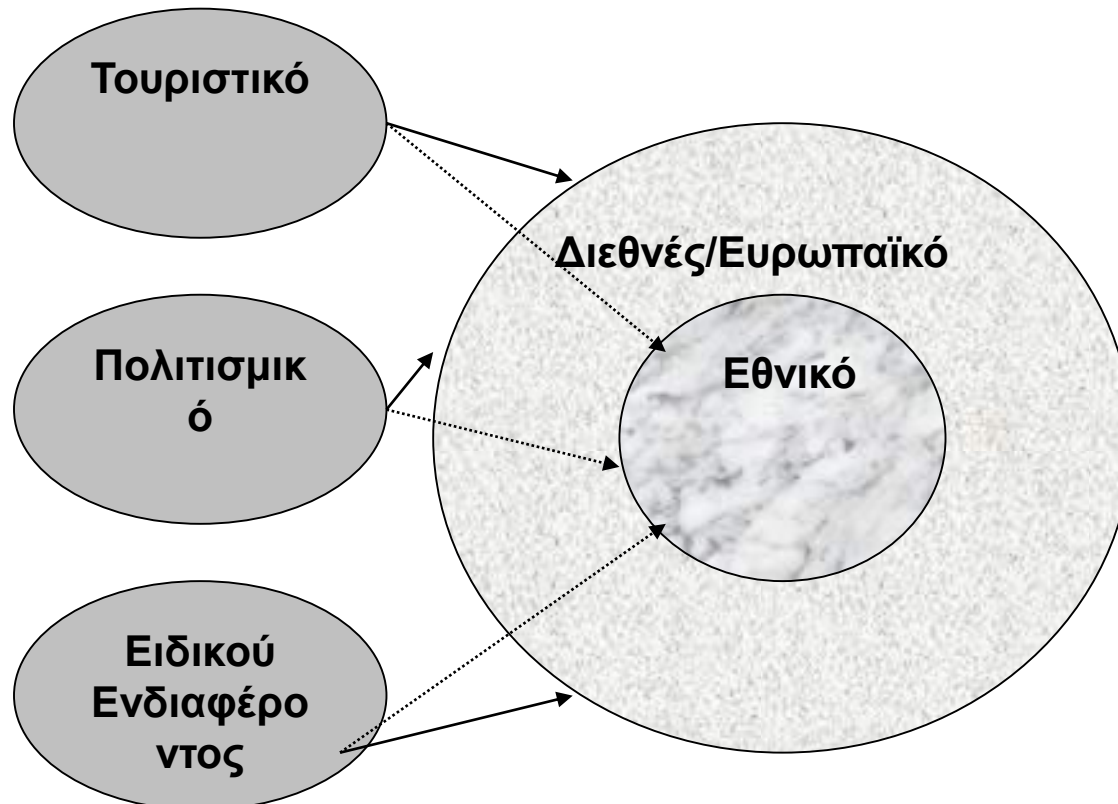 Τουριστικό
Διεθνές/Ευρωπαϊκό
Πολιτισμικ
ό
Εθνικό
Ειδικού
Ενδιαφέρο
ντος